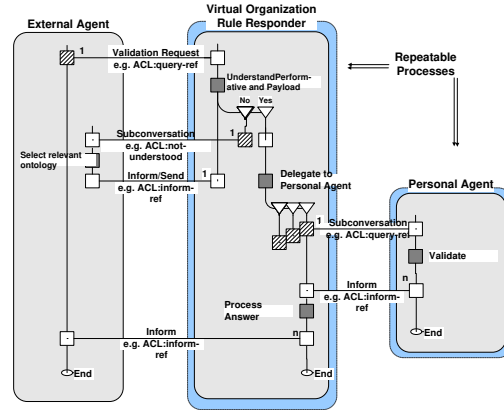 External Agent
Virtual Organization
Rule Responder
1
Validation Request
e.g. ACL:query-ref
UnderstandPerform-
ative and Payload
No
Yes
Repeatable
Processes
Subconversation
1
e.g. ACL:not-
understood
Select relevant
ontology
Inform/Send
1
e.g. ACL:inform-
ref
Delegate to
Personal Agent
Personal Agent
1
Subconversation
e.g. ACL:query-ref
Validate
Inform
n
e.g. ACL:inform-
ref
Process
Answer
Inform
n
e.g. ACL:inform-
ref
End
End
End